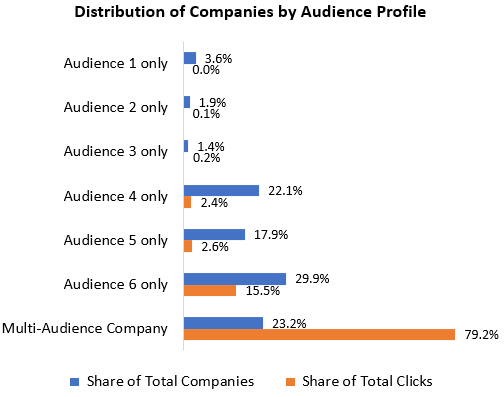 Distribution of Companies by Audience Profile
Audience 1 only
3.6%
0.0%
Audience 2 only
1.9%
0.1%
Audience 3 only
1.4%
0.2%
Audience 4 only
22.1%
2.4%
Audience 5 only
17.9%
2.6%
Audience 6 only
29.9%
15.5%
Multi-Audience Company
23.2%
79.2%
Share of Total Companies
Share of Total Clicks